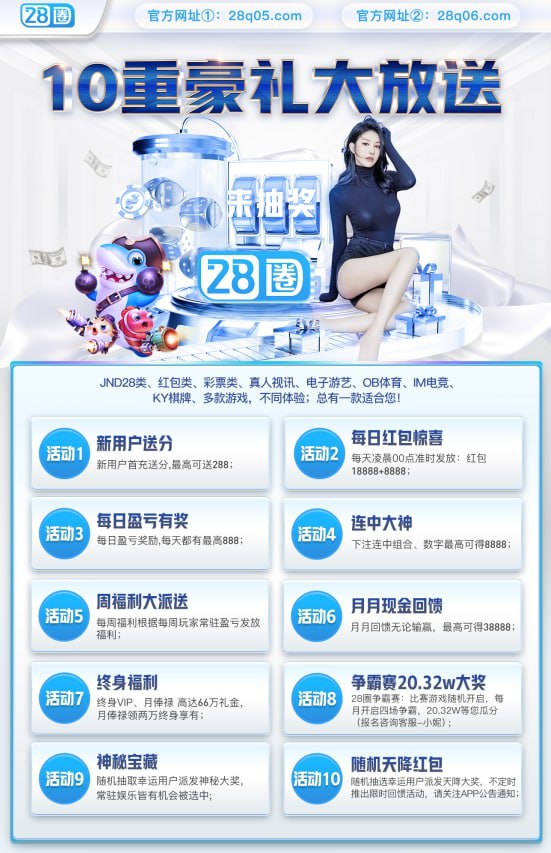 28圈
官方网址①：28q05.com
官方网址②：28q06.com
10重豪礼大放送
来抽奖
28圈
JND28类、红包类、彩票类、真人视讯、电子游艺、OB体育、IM电竞、
KY棋牌、多款游戏，不同体验；总有一款适合您！
活动1
新用户送分
新用户首充送分,最高可送288；
活动2
每日红包惊喜
每天凌晨00点准时发放：红包
18888+8888；
活动3
每日盈亏有奖
每日盈亏奖励,每天都有最高888；
活动4
连中大神
下注连中组合、数字最高可得8888；
活动5
周福利大派送
每周福利根据每周玩家常驻盈亏发放
福利；
活动6
月月现金回馈
月月回馈无论输赢，最高可得38888；
活动7
终身福利
终身VIP、月俸禄 高达66万礼金，
月俸禄领两万终身享有；
活动8
争霸赛20.32w大奖
28圈争霸赛：比赛游戏随机开启，每
月开启四场争霸，20.32W等您瓜分
（报名咨询客服-小妮）；
活动9
神秘宝藏
随机抽取幸运用户派发神秘大奖，
常驻娱乐皆有机会被选中；
活动10
随机天降红包
随机抽选幸运用户派发天降大奖，不定时
推出限时回馈活动，请关注APP公告通知；